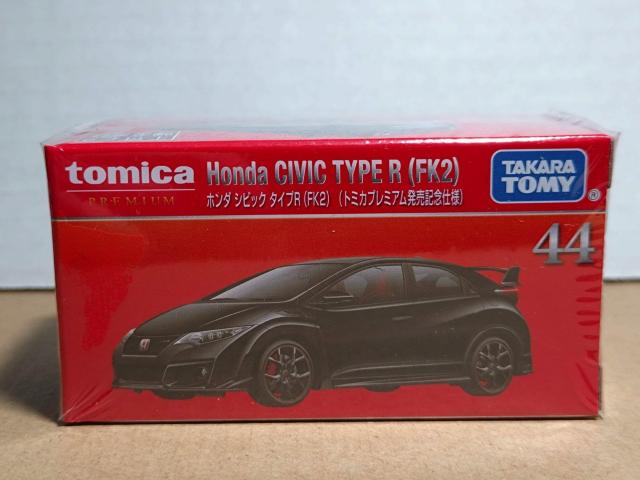 tomica
PREMIUM
Honda CIVIC TYPE R (FK2)
ホンダ シビック タイプR (FK2) (トミカプレミアム発売記念仕様)
TAKARA
TOMY
®
44